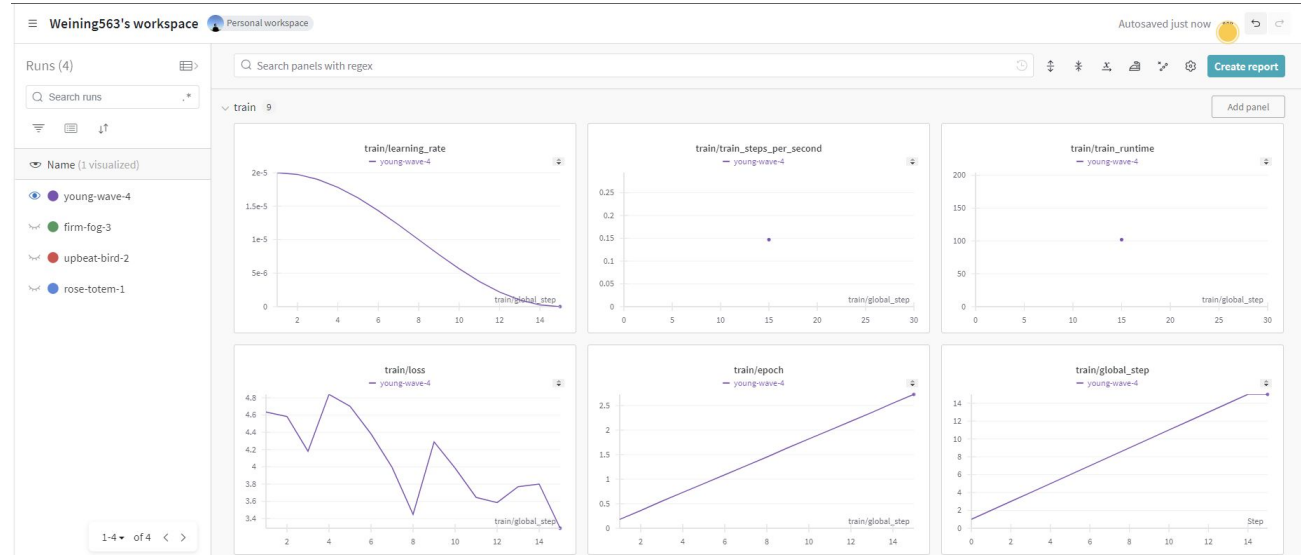 Weining563's workspace Personal workspace Autosaved just now
Runs (4)
Search panels with regex
Create report
Search runs .*
train 9
Add panel
Name (1 visualized)
young-wave-4
firm-fog-3
upbeat-bird-2
rose-totem-1
1-4 of 4 < >
train/learning_rate
young-wave-4
2e-5
1.5e-5
1e-5
5e-6
0
train/global_step
2 4 6 8 10 12 14
train/train_steps_per_second
young-wave-4
0.25
0.2
0.15
0.1
0.05
0
train/global_step
0 5 10 15 20 25 30
train/train_runtime
young-wave-4
200
150
100
50
0
train/global_step
0 5 10 15 20 25 30
train/loss
young-wave-4
4.8
4.6
4.4
4.2
4
3.8
3.6
3.4
train/global_step
2 4 6 8 10 12 14
train/epoch
young-wave-4
2.5
2
1.5
1
0.5
0
train/global_step
2 4 6 8 10 12 14
train/global_step
young-wave-4
14
12
10
8
6
4
2
0
Step
2 4 6 8 10 12 14